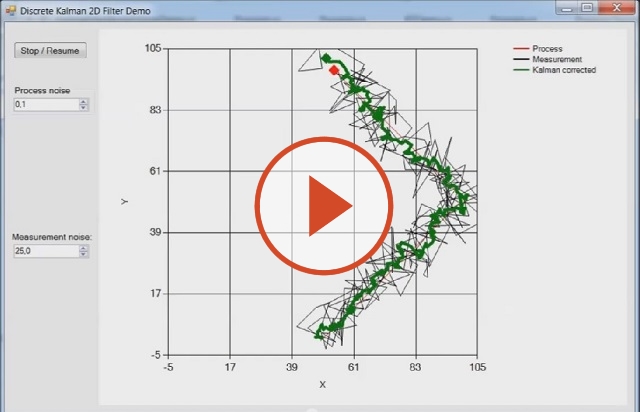 Discrete Kalman 2D Filter Demo
Stop / Resume
Process noise
0,1
Measurement noise:
25,0
Process
Measurement
Kalman corrected
105
83
61
39
17
-5
Y
-5 17 39 61 83 105
X